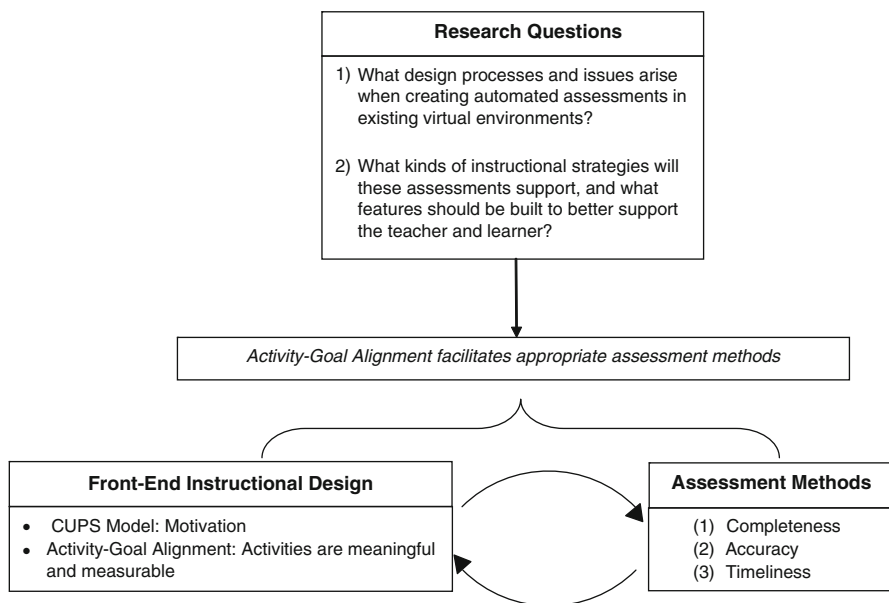 Research Questions
1) What design processes and issues arise
when creating automated assessments in
existing virtual environments?
2) What kinds of instructional strategies will
these assessments support, and what
features should be built to better support
the teacher and learner?
Activity-Goal Alignment facilitates appropriate assessment methods
Front-End Instructional Design
• CUPS Model: Motivation
• Activity-Goal Alignment: Activities are meaningful
and measurable
Assessment Methods
(1) Completeness
(2) Accuracy
(3) Timeliness